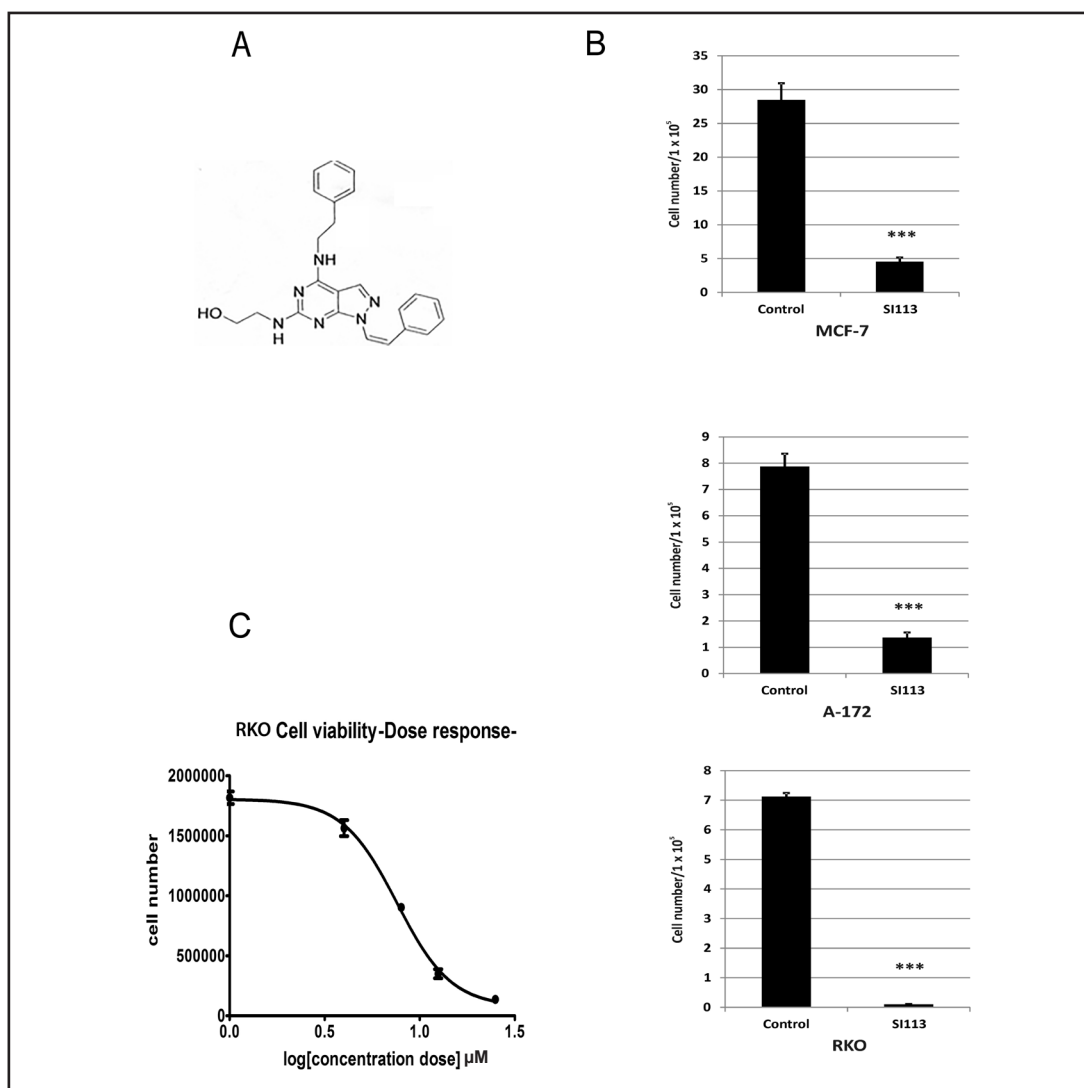 A
NH
N
N
N
N
N
N
H
HO
B
35
30
25
20
15
10
5
0
Cell number/1 x 10⁵
***
Control SI113
MCF-7
9
8
7
6
5
4
3
2
1
0
Cell number/1 x 10⁵
***
Control SI113
A-172
8
7
6
5
4
3
2
1
0
Cell number/1 x 10⁵
***
Control SI113
RKO
C
RKO Cell viability-Dose response-
2000000
1500000
1000000
500000
0
cell number
0.0 0.5 1.0 1.5
log[concentration dose] µM